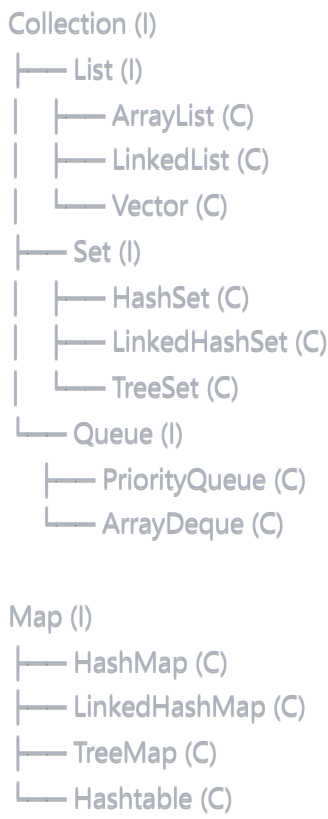 Collection (I)
├── List (I)
│   ├── ArrayList (C)
│   ├── LinkedList (C)
│   └── Vector (C)
├── Set (I)
│   ├── HashSet (C)
│   ├── LinkedHashSet (C)
│   └── TreeSet (C)
└── Queue (I)
    ├── PriorityQueue (C)
    └── ArrayDeque (C)

Map (I)
├── HashMap (C)
├── LinkedHashMap (C)
├── TreeMap (C)
└── Hashtable (C)